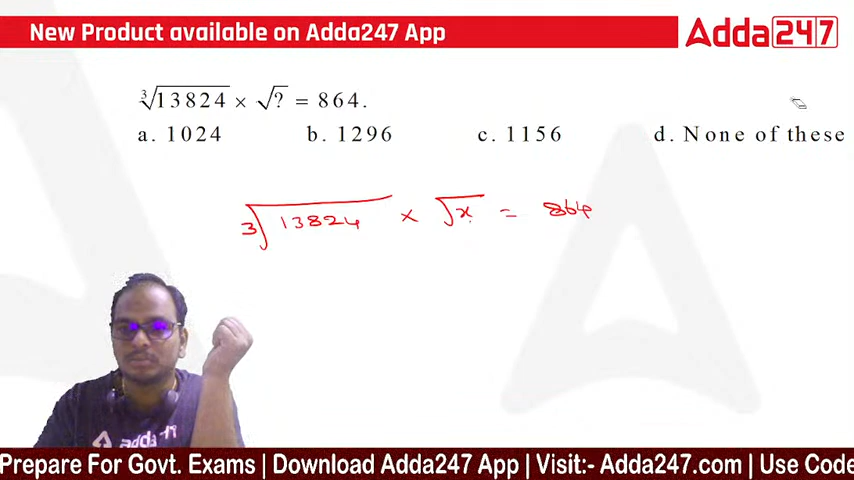 New Product available on Adda247 App
Adda247
∛13824 × √? = 864.
a. 1024 b. 1296 c. 1156 d. None of these
∛13824 × √x = 864
adda
Prepare For Govt. Exams | Download Adda247 App | Visit:- Adda247.com | Use Code